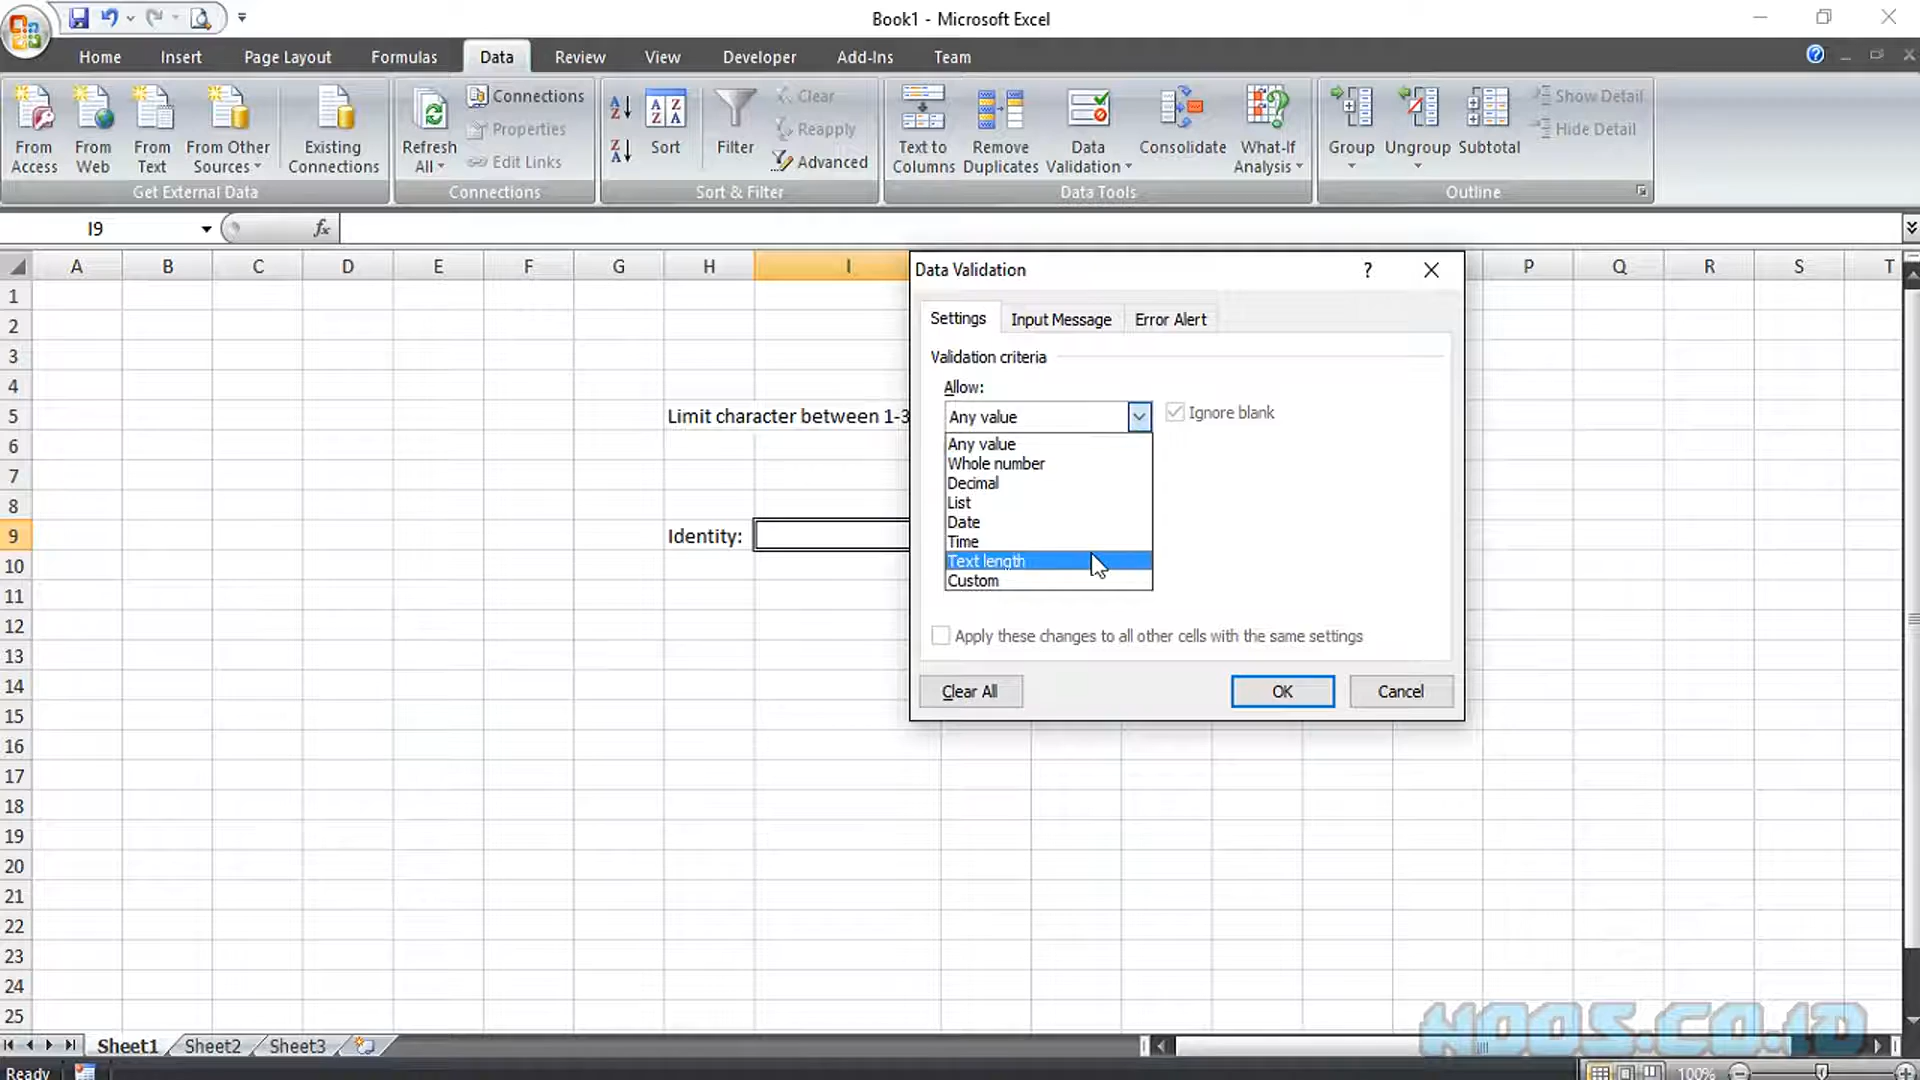 Book1 - Microsoft Excel
Home Insert Page Layout Formulas Data Review View Developer Add-Ins Team
From Access
From Web
From Text
From Other Sources
Existing Connections
Get External Data
Refresh All
Connections
Properties
Edit Links
Connections
Sort
Filter
Clear
Reapply
Advanced
Sort & Filter
Text to Columns
Remove Duplicates
Data Validation
Consolidate
What-If Analysis
Data Tools
Group
Ungroup
Subtotal
Show Detail
Hide Detail
Outline
I9
fx
A B C D E F G H I P Q R S T
1
2
3
4
5 Limit character between 1-3
6
7
8
9 Identity:
10
11
12
13
14
15
16
17
18
19
20
21
22
23
24
25
Data Validation ?
Settings Input Message Error Alert
Validation criteria
Allow:
Any value
Ignore blank
Any value
Whole number
Decimal
List
Date
Time
Text length
Custom
Apply these changes to all other cells with the same settings
Clear All OK Cancel
Sheet1 Sheet2 Sheet3
NOOS.CO.ID
Ready
100%